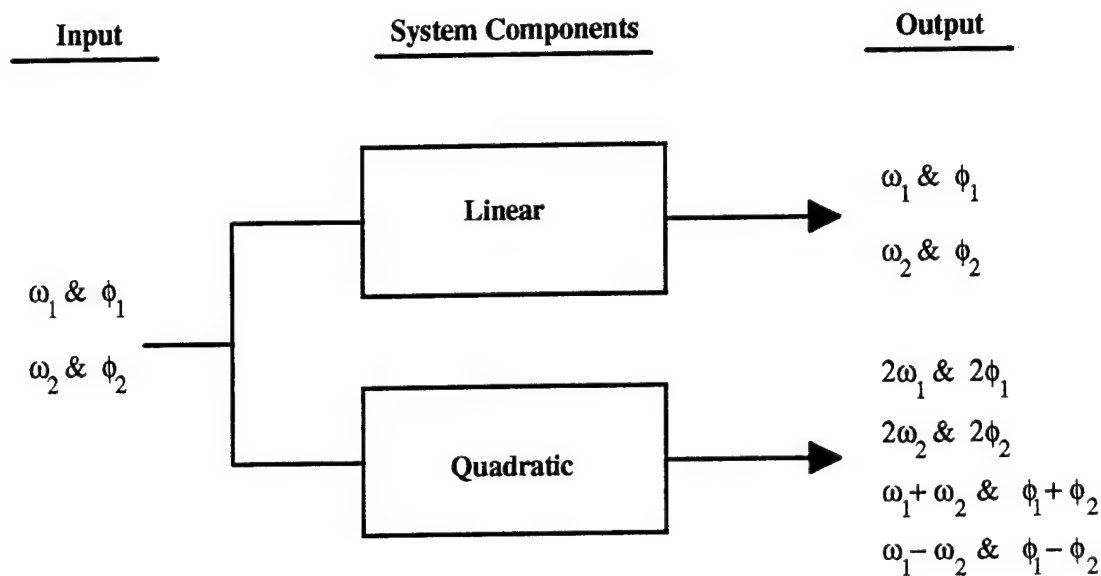 Input
System Components
Output
Linear
ω₁ & ϕ₁
ω₂ & ϕ₂
ω₁ & ϕ₁
ω₂ & ϕ₂
Quadratic
2ω₁ & 2ϕ₁
2ω₂ & 2ϕ₂
ω₁+ ω₂ & ϕ₁+ ϕ₂
ω₁− ω₂ & ϕ₁− ϕ₂